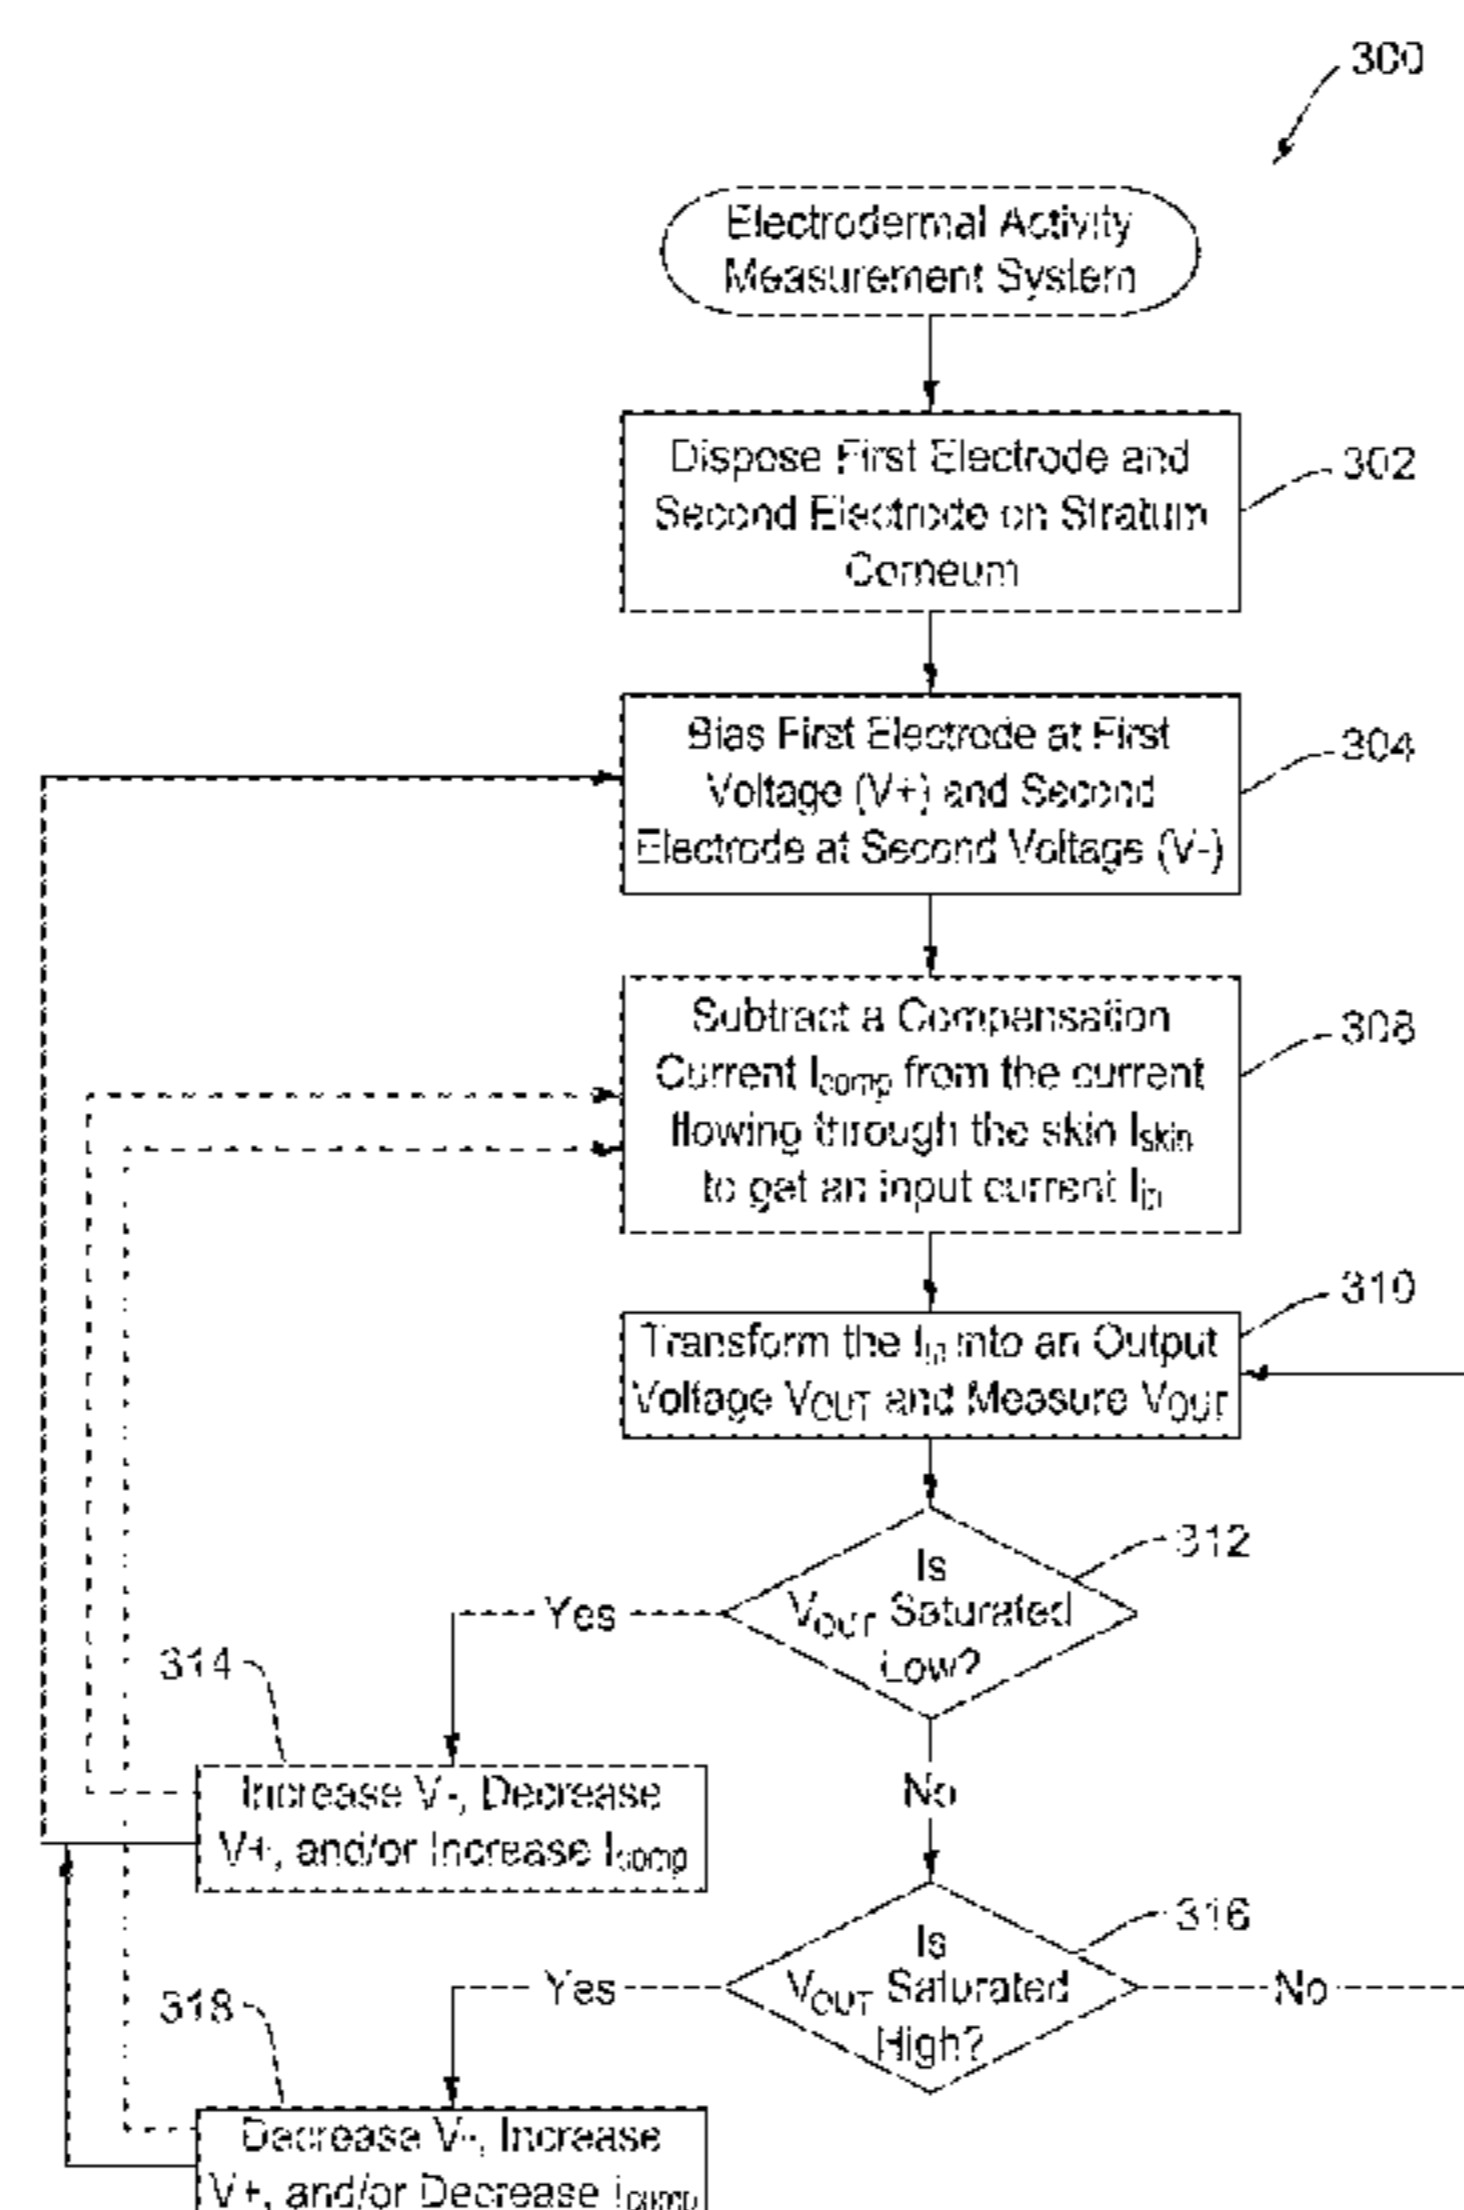 300
Electrodermal Activity
Measurement System
Dispose First Electrode and
Second Electrode on Stratum
Corneum
302
Bias First Electrode at First
Voltage (V+) and Second
Electrode at Second Voltage (V-)
304
Subtract a Compensation
Current Icomp from the current
flowing through the skin Iskin
to get an input current Iin
308
310
Transform the Iin into an Output
Voltage VOUT and Measure VOUT
312
Is
VOUT Saturated
Low?
Yes
314
Increase V-, Decrease
V+, and/or Increase Icomp
No
316
Is
VOUT Saturated
High?
Yes
No
318
Decrease V-, Increase
V+, and/or Decrease Icomp